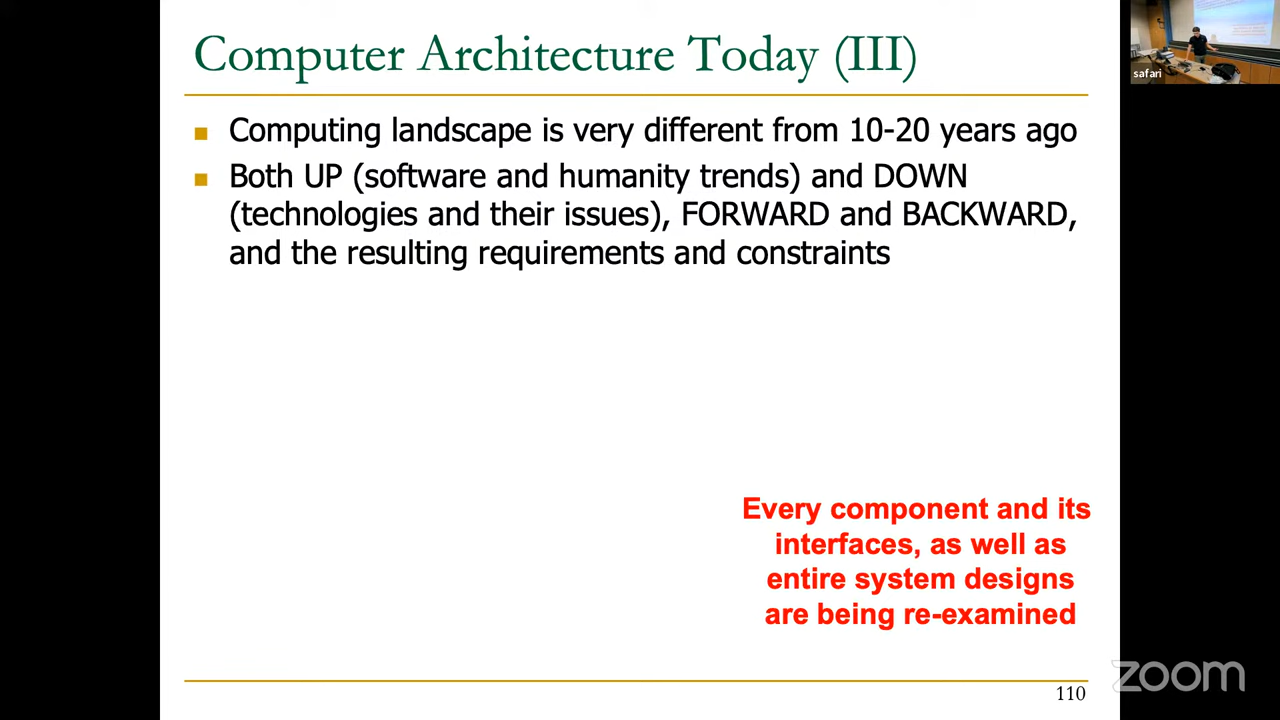 Computer Architecture Today (III)
safari
Computing landscape is very different from 10-20 years ago
Both UP (software and humanity trends) and DOWN
(technologies and their issues), FORWARD and BACKWARD,
and the resulting requirements and constraints
Every component and its
interfaces, as well as
entire system designs
are being re-examined
110
zoom